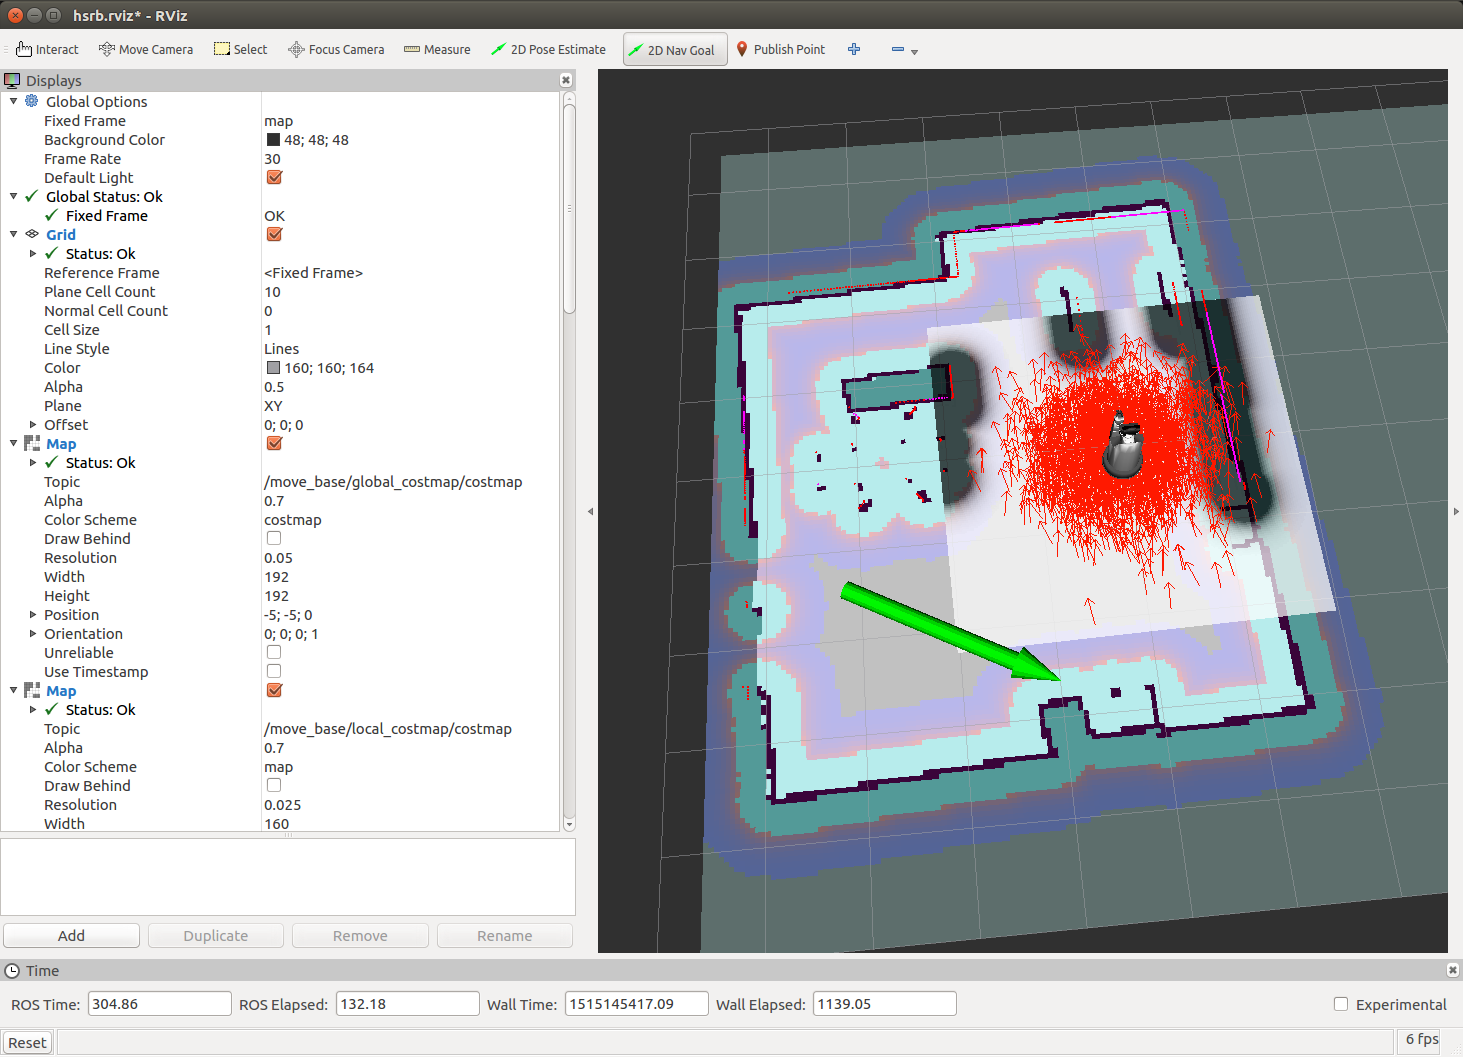 hsrb.rviz* - RViz
Interact Move Camera Select Focus Camera Measure 2D Pose Estimate 2D Nav Goal Publish Point
Displays
Global Options
Fixed Frame map
Background Color 48; 48; 48
Frame Rate 30
Default Light
Global Status: Ok
Fixed Frame OK
Grid
Status: Ok
Reference Frame <Fixed Frame>
Plane Cell Count 10
Normal Cell Count 0
Cell Size 1
Line Style Lines
Color 160; 160; 164
Alpha 0.5
Plane XY
Offset 0; 0; 0
Map
Status: Ok
Topic /move_base/global_costmap/costmap
Alpha 0.7
Color Scheme costmap
Draw Behind
Resolution 0.05
Width 192
Height 192
Position -5; -5; 0
Orientation 0; 0; 0; 1
Unreliable
Use Timestamp
Map
Status: Ok
Topic /move_base/local_costmap/costmap
Alpha 0.7
Color Scheme map
Draw Behind
Resolution 0.025
Width 160
Add Duplicate Remove Rename
Time
ROS Time: 304.86 ROS Elapsed: 132.18 Wall Time: 1515145417.09 Wall Elapsed: 1139.05 Experimental
Reset 6 fps